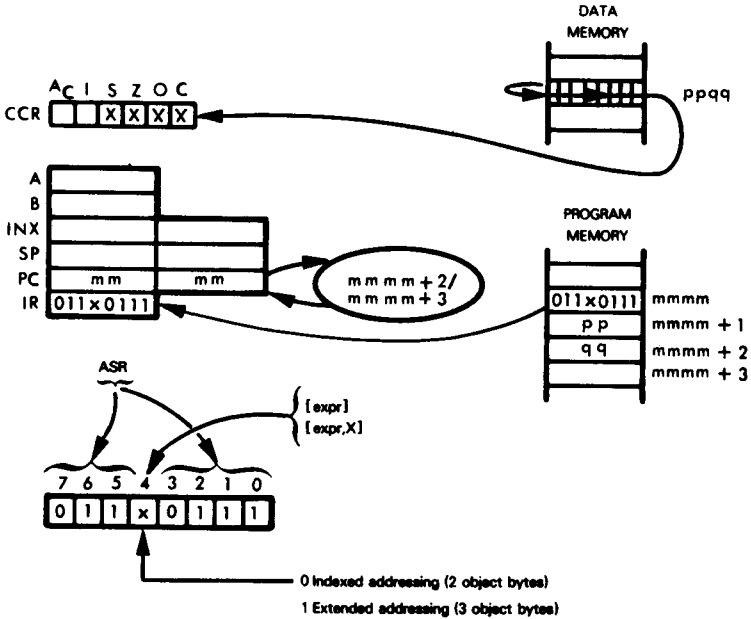 DATA
MEMORY
ppqq
AC I S Z O C
CCR X X X X
A
B
INX
SP
PC mm mm
IR 011x0111
mmmm+2/
mmmm+3
PROGRAM
MEMORY
011x0111 mmmm
pp mmmm + 1
qq mmmm + 2
mmmm + 3
ASR
[expr]
[expr,X]
7 6 5 4 3 2 1 0
0 1 1 x 0 1 1 1
0 Indexed addressing (2 object bytes)
1 Extended addressing (3 object bytes)